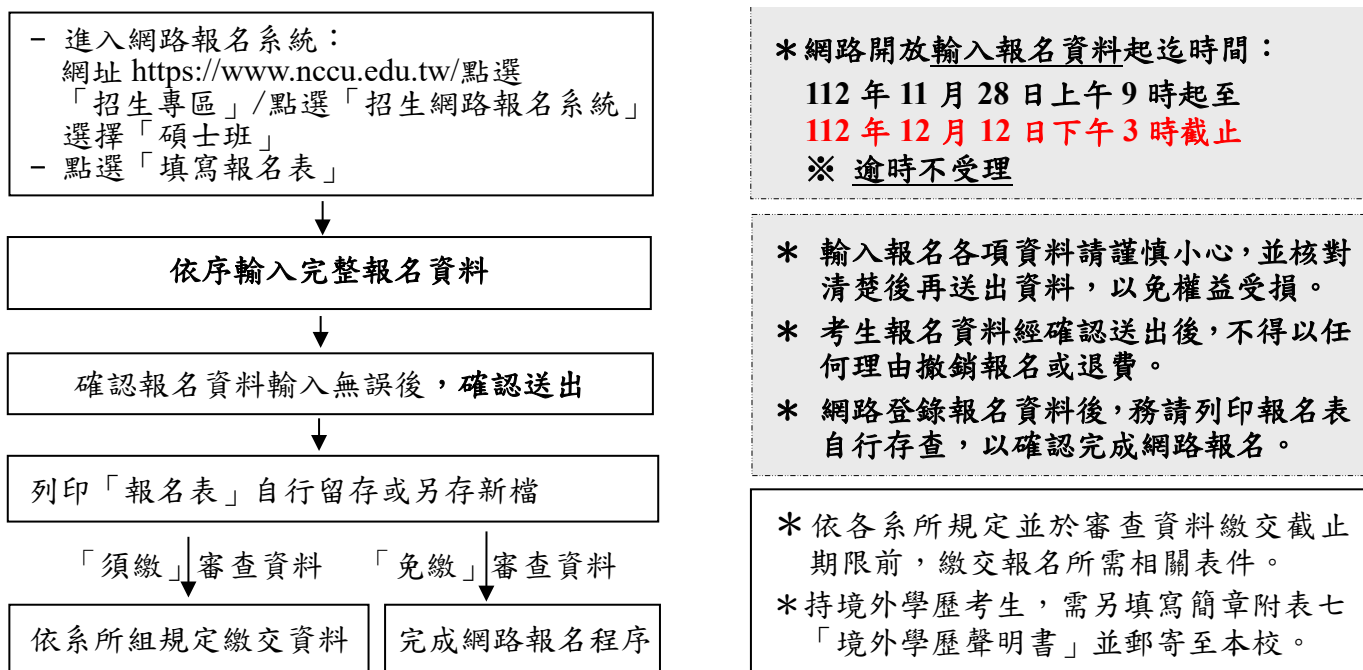 - 進入網路報名系統：
網址 https://www.nccu.edu.tw/點選
「招生專區」/點選「招生網路報名系統」
選擇「碩士班」
- 點選「填寫報名表」
依序輸入完整報名資料
確認報名資料輸入無誤後，確認送出
列印「報名表」自行留存或另存新檔
「須繳」審查資料
「免繳」審查資料
依系所組規定繳交資料
完成網路報名程序
＊網路開放輸入報名資料起迄時間：
112 年 11 月 28 日上午 9 時起至
112 年 12 月 12 日下午 3 時截止
※ 逾時不受理
＊ 輸入報名各項資料請謹慎小心，並核對
清楚後再送出資料，以免權益受損。
＊ 考生報名資料經確認送出後，不得以任
何理由撤銷報名或退費。
＊ 網路登錄報名資料後，務請列印報名表
自行存查，以確認完成網路報名。
＊依各系所規定並於審查資料繳交截止
期限前，繳交報名所需相關表件。
＊持境外學歷考生，需另填寫簡章附表七
「境外學歷聲明書」並郵寄至本校。